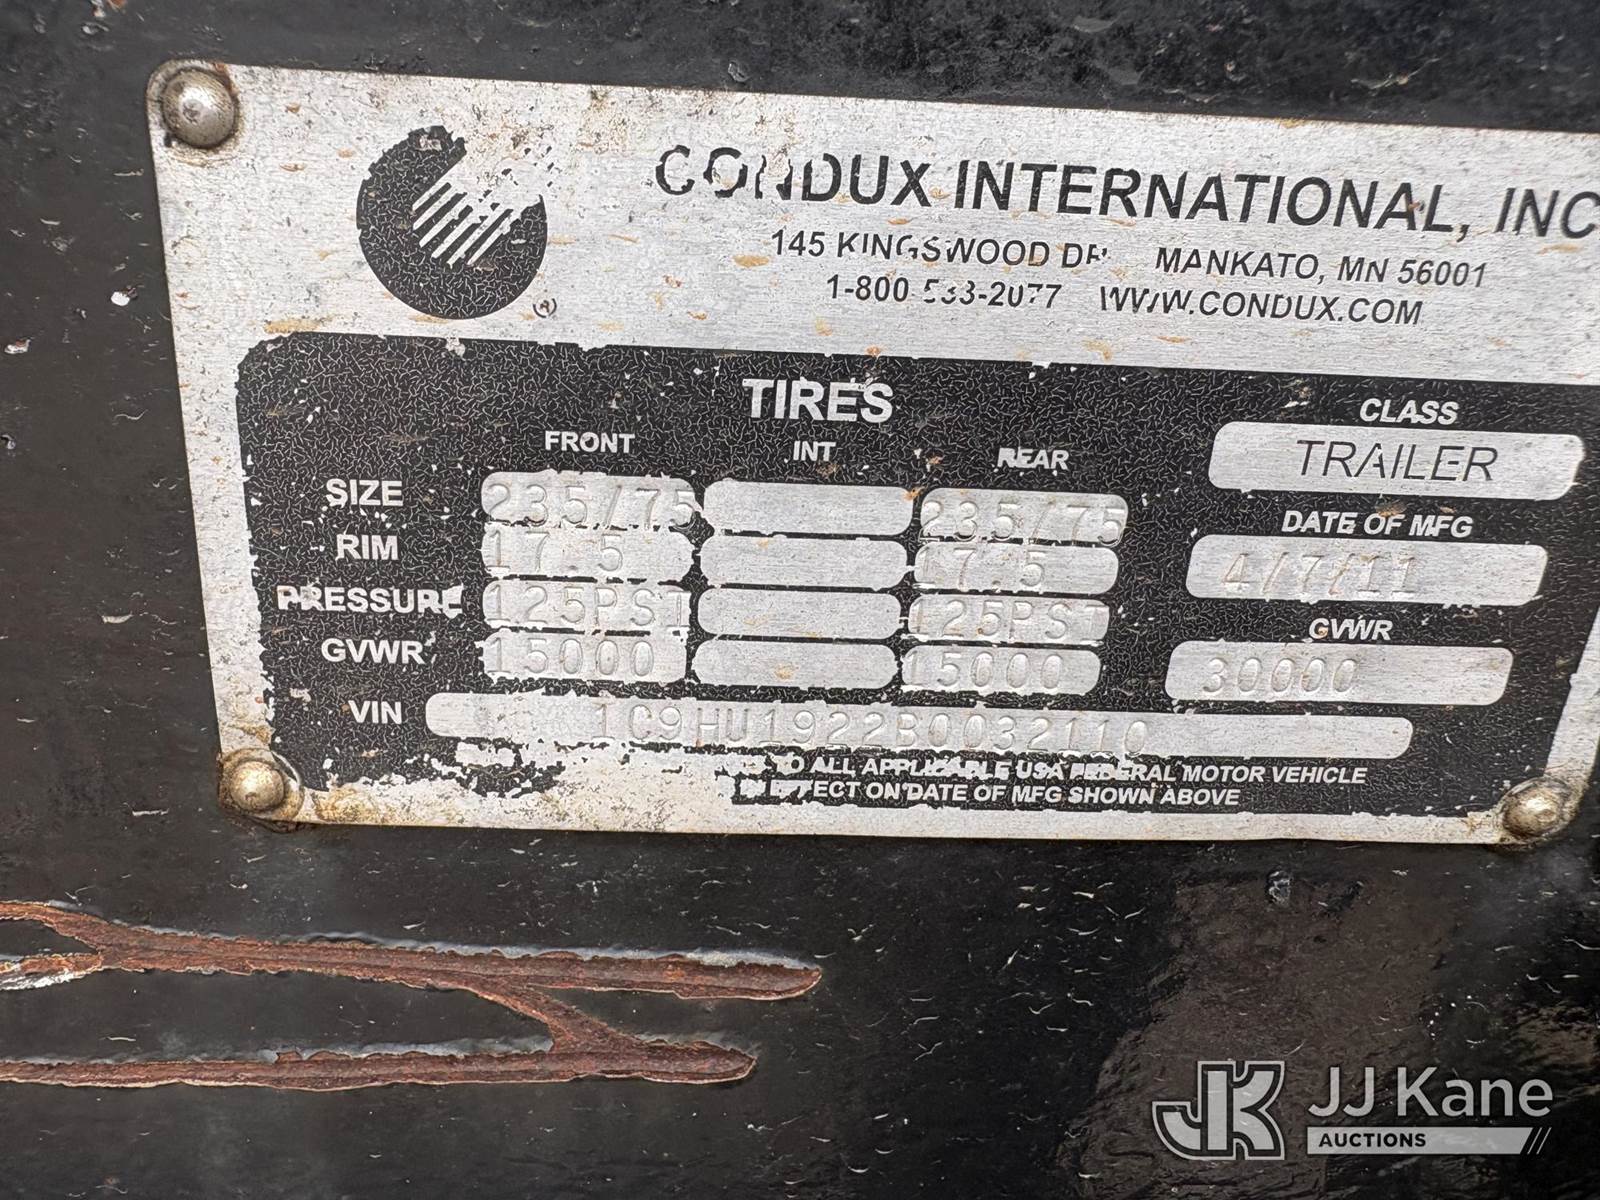 CONDUX INTERNATIONAL, INC
145 KINGSWOOD DR. MANKATO, MN 56001
1-800-533-2077 WWW.CONDUX.COM
(R)
TIRES
FRONT INT REAR
SIZE 235/75 235/75
RIM 17.5 17.5
PRESSURE 125PSI 125PSI
GVWR 15000 15000
CLASS
TRAILER
DATE OF MFG
4/7/11
GVWR
30000
VIN 1C9HU1922B0032110
TO ALL APPLICABLE USA FEDERAL MOTOR VEHICLE
IN EFFECT ON DATE OF MFG SHOWN ABOVE
JK JJ Kane
AUCTIONS